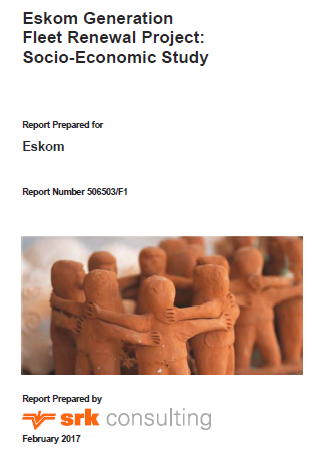 Eskom Generation
Fleet Renewal Project:
Socio-Economic Study
Report Prepared for
Eskom
Report Number 506503/F1
Report Prepared by
srk consulting
February 2017